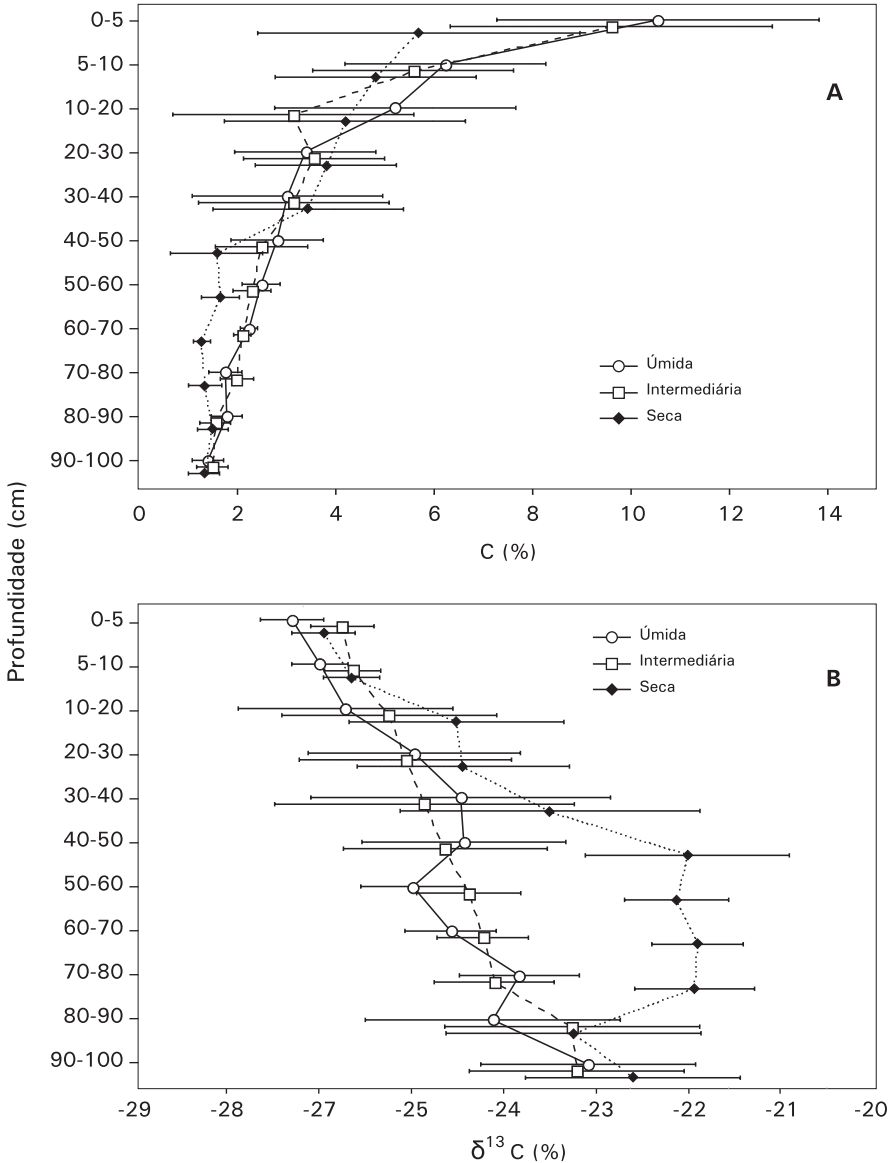 0-5
5-10
10-20
20-30
30-40
40-50
50-60
60-70
70-80
80-90
90-100
A
Úmida
Intermediária
Seca
0 2 4 6 8 10 12 14
C (%)
Profundidade (cm)
0-5
5-10
10-20
20-30
30-40
40-50
50-60
60-70
70-80
80-90
90-100
Úmida
Intermediária
Seca
B
-29 -28 -27 -26 -25 -24 -23 -22 -21 -20
δ¹³ C (%)